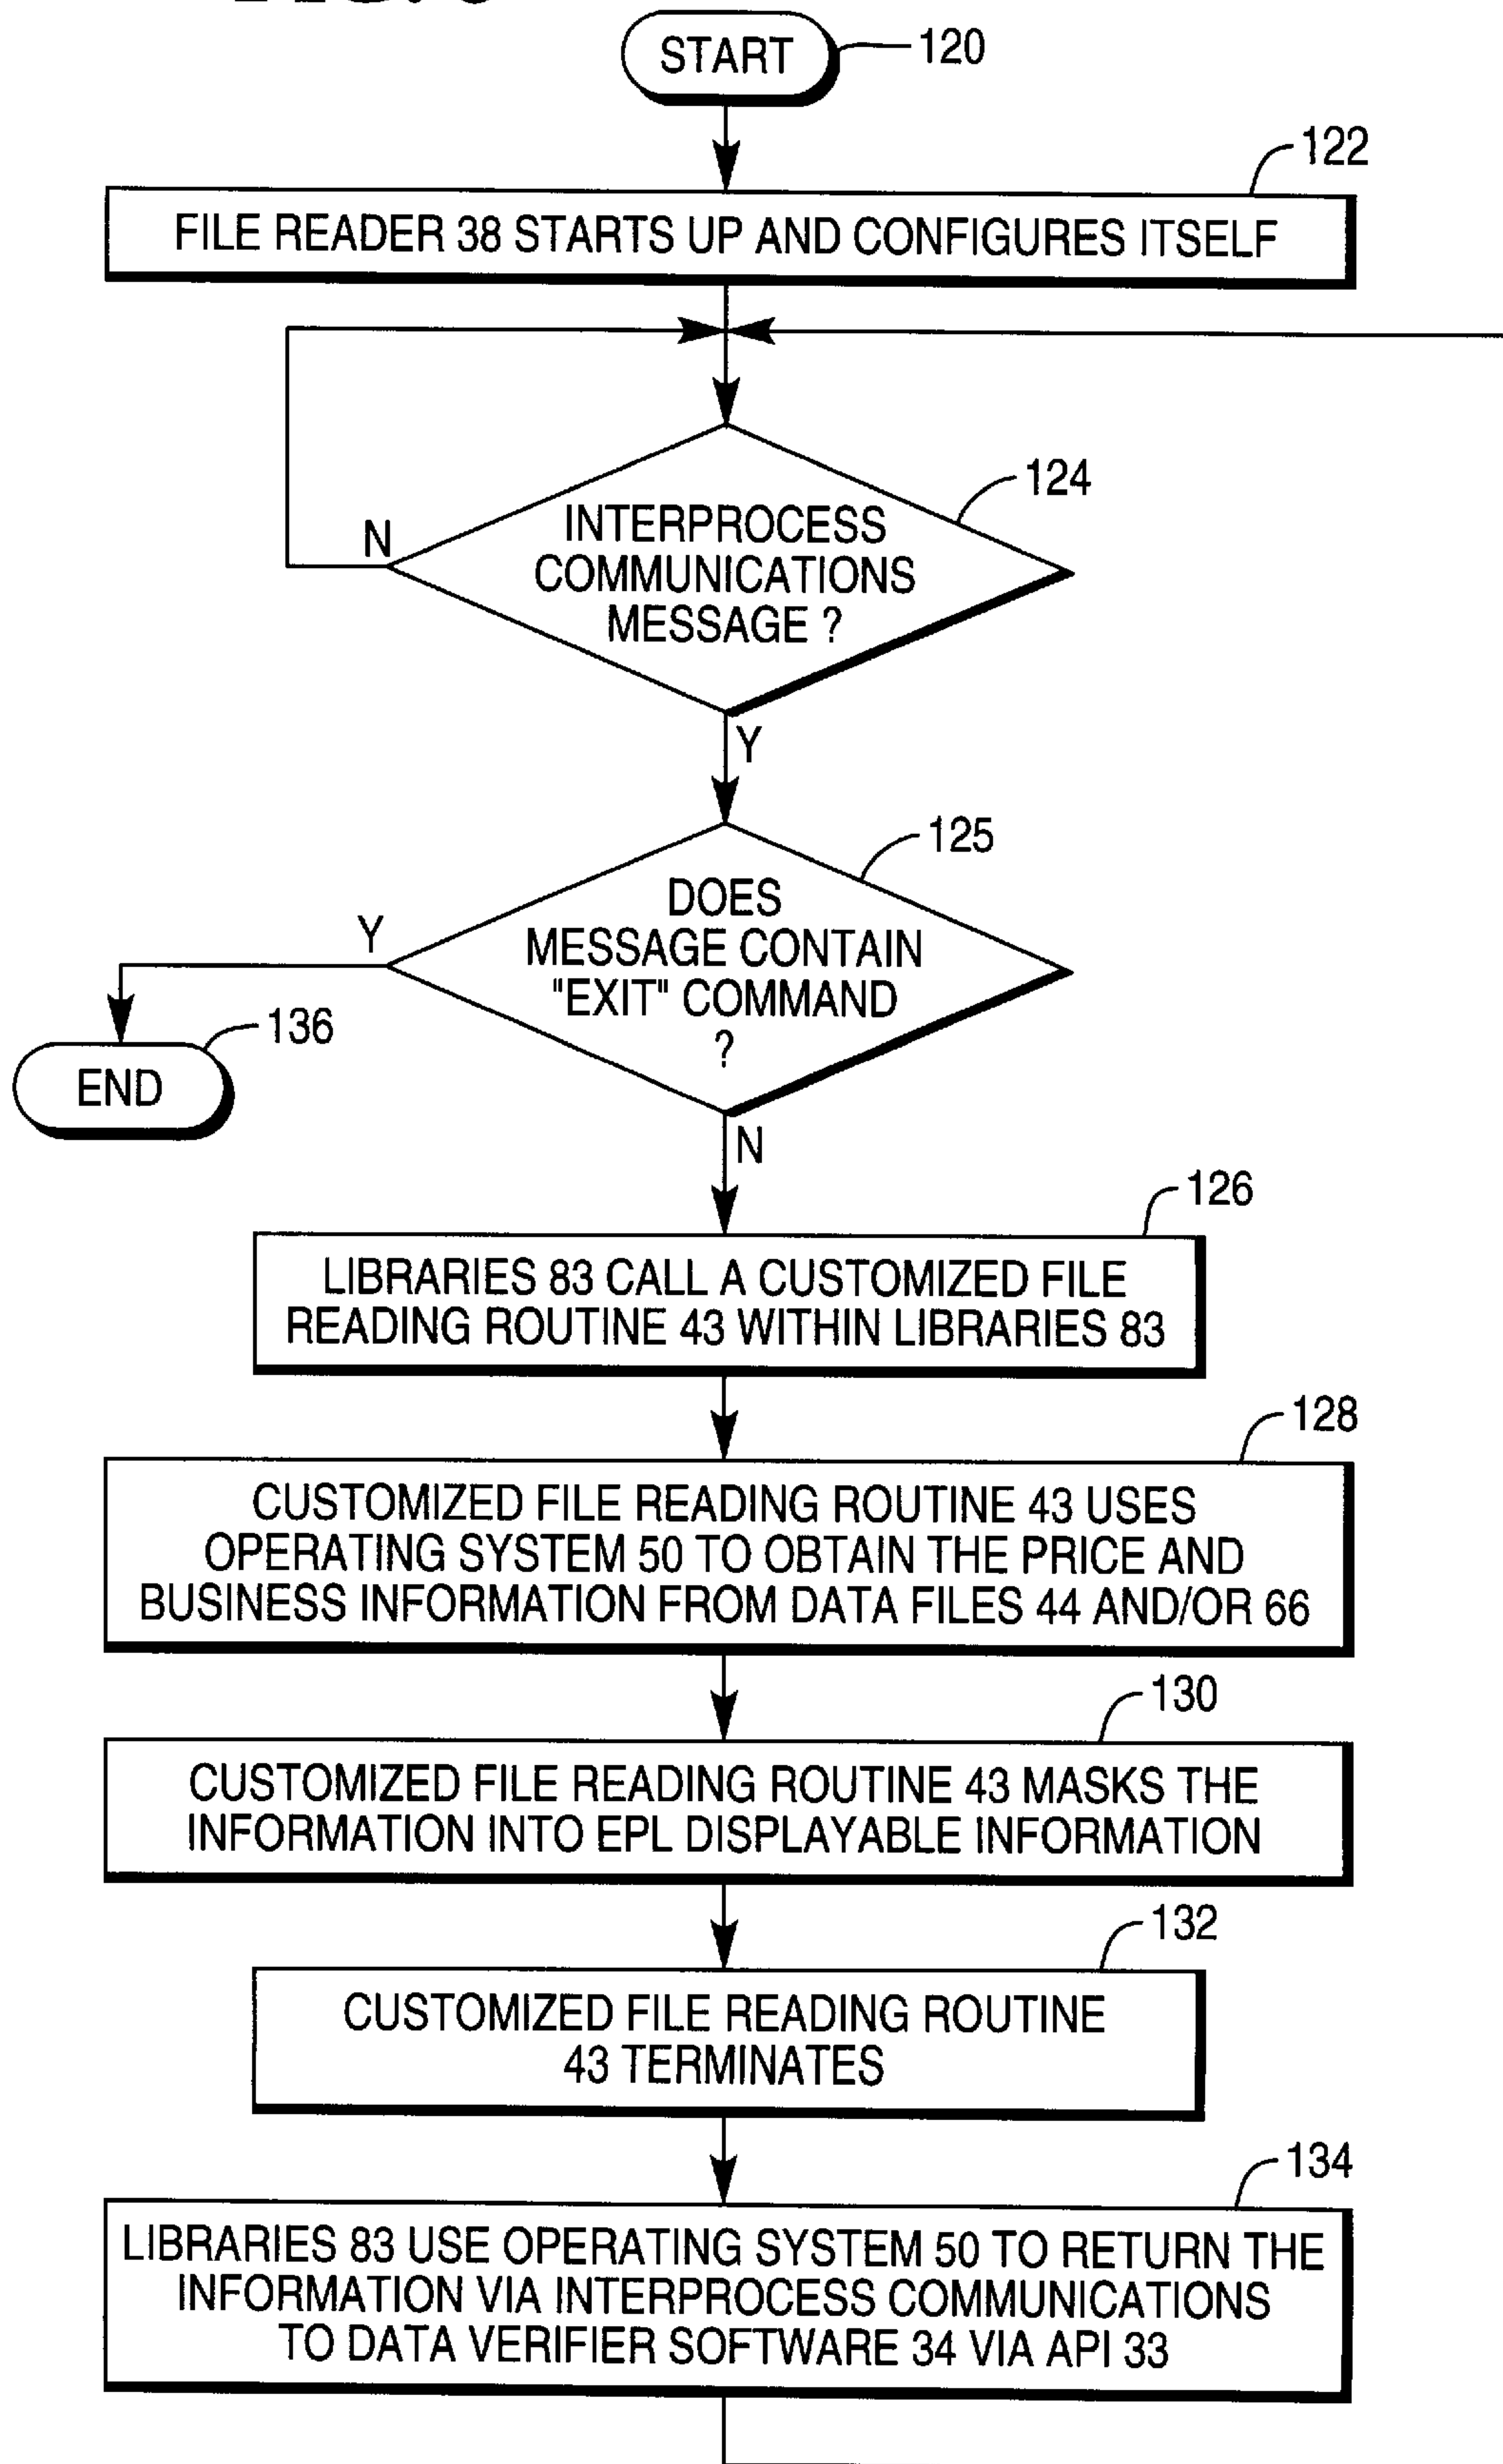 START
120
122
FILE READER 38 STARTS UP AND CONFIGURES ITSELF
124
INTERPROCESS
COMMUNICATIONS
MESSAGE ?
N
Y
125
DOES
MESSAGE CONTAIN
"EXIT" COMMAND
?
Y
136
END
N
126
LIBRARIES 83 CALL A CUSTOMIZED FILE
READING ROUTINE 43 WITHIN LIBRARIES 83
128
CUSTOMIZED FILE READING ROUTINE 43 USES
OPERATING SYSTEM 50 TO OBTAIN THE PRICE AND
BUSINESS INFORMATION FROM DATA FILES 44 AND/OR 66
130
CUSTOMIZED FILE READING ROUTINE 43 MASKS THE
INFORMATION INTO EPL DISPLAYABLE INFORMATION
132
CUSTOMIZED FILE READING ROUTINE
43 TERMINATES
134
LIBRARIES 83 USE OPERATING SYSTEM 50 TO RETURN THE
INFORMATION VIA INTERPROCESS COMMUNICATIONS
TO DATA VERIFIER SOFTWARE 34 VIA API 33